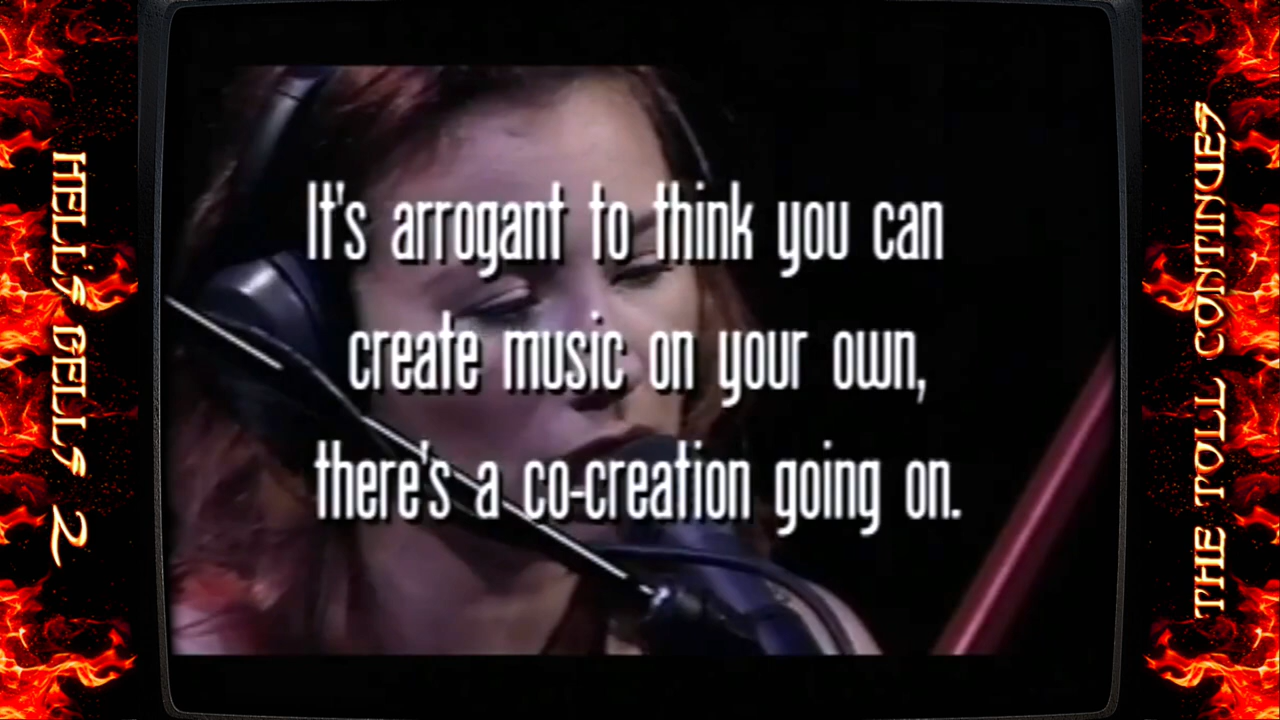 HELL'S BELLS 2
It's arrogant to think you can
create music on your own,
there's a co-creation going on.
THE TOLL CONTINUES